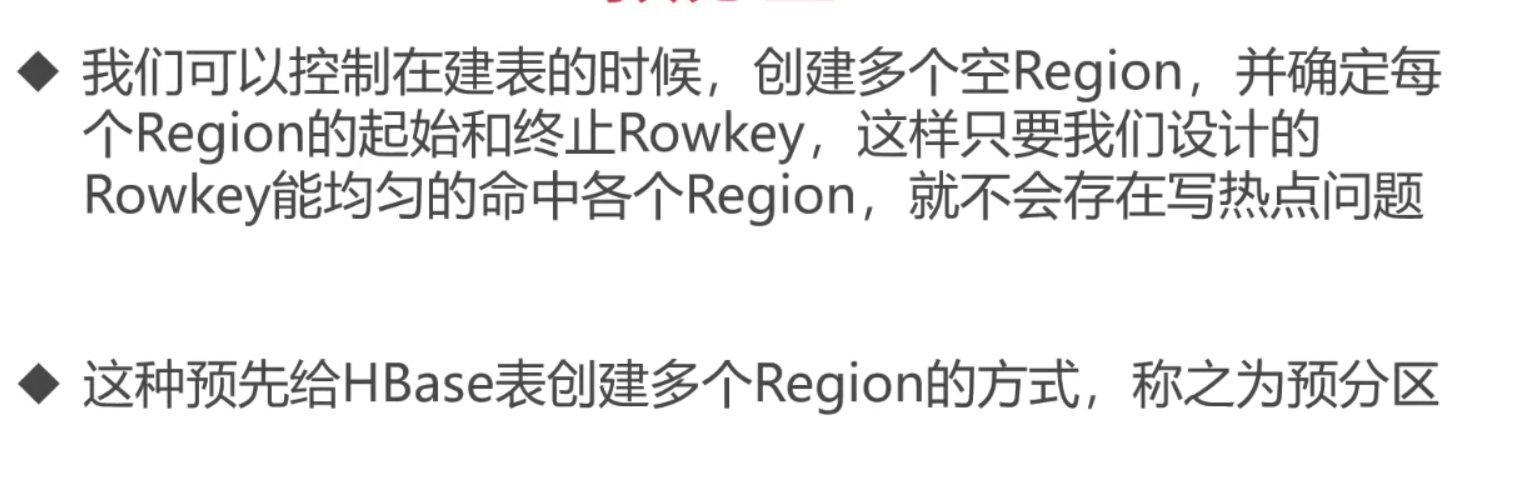 ◆ 我们可以控制在建表的时候，创建多个空Region，并确定每
个Region的起始和终止Rowkey，这样只要我们设计的
Rowkey能均匀的命中各个Region，就不会存在写热点问题
◆ 这种预先给HBase表创建多个Region的方式，称之为预分区